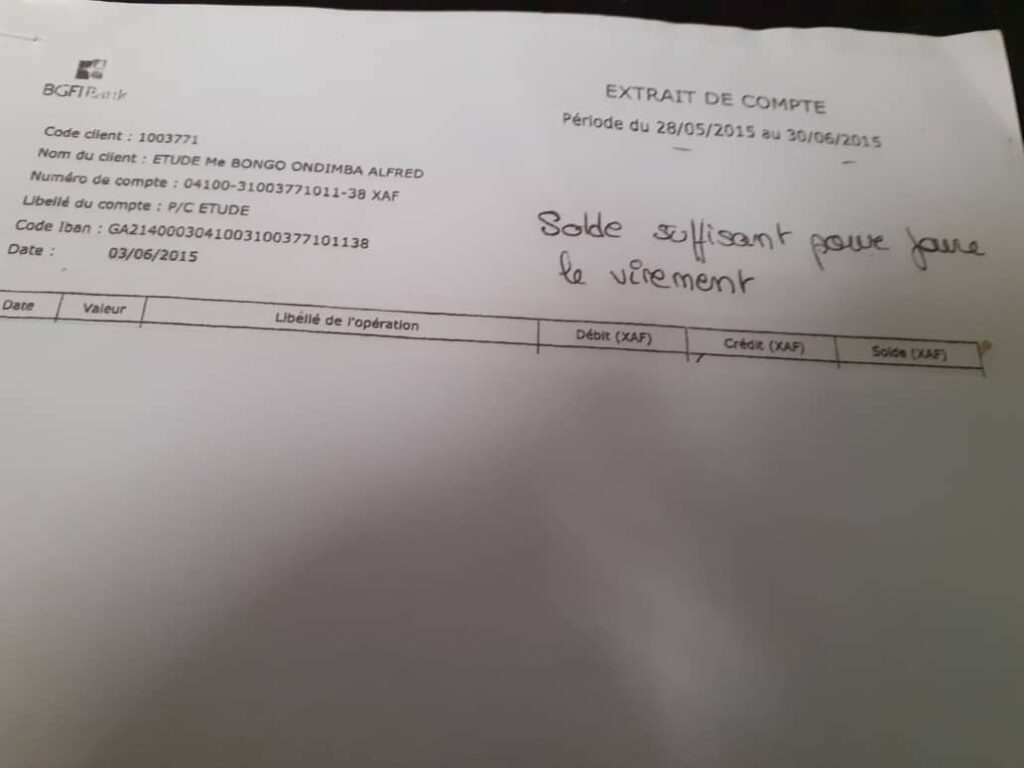 BGFIBank
EXTRAIT DE COMPTE
Période du 28/05/2015 au 30/06/2015
Code client : 1003771
Nom du client : ETUDE Me BONGO ONDIMBA ALFRED
Numéro de compte : 04100-31003771011-38 XAF
Libellé du compte : P/C ETUDE
Code Iban : GA2140003041003100377101138
Date : 03/06/2015
Solde suffisant pour faire
le virement
Date Valeur Libéllé de l'opération Débit (XAF) Crédit (XAF) Solde (XAF)